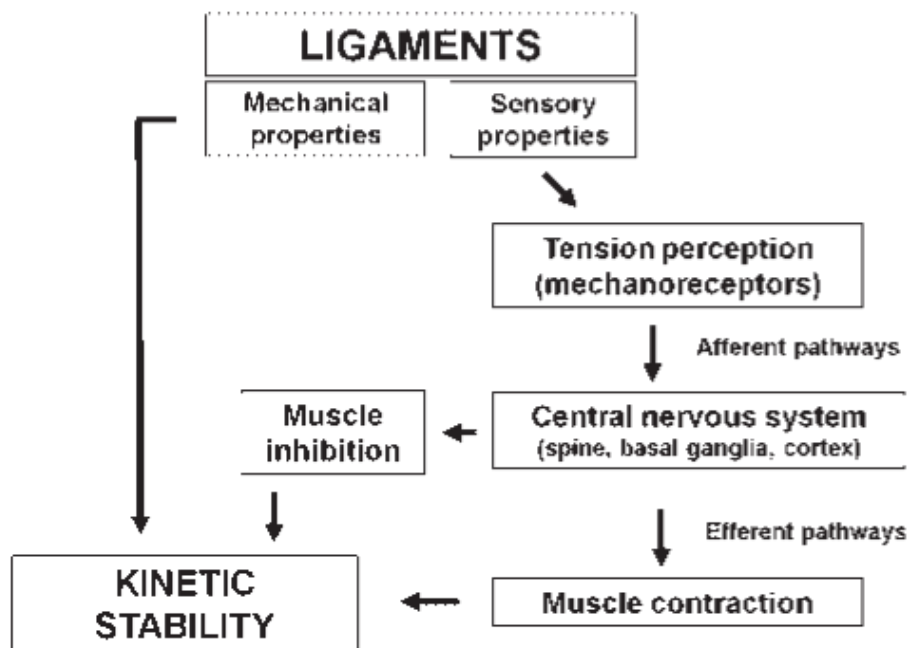 LIGAMENTS
Mechanical
properties
Sensory
properties
Tension perception
(mechanoreceptors)
Afferent pathways
Central nervous system
(spine, basal ganglia, cortex)
Muscle
inhibition
Efferent pathways
KINETIC
STABILITY
Muscle contraction